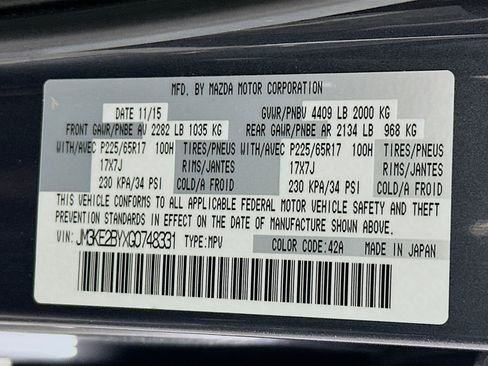 MFD. BY MAZDA MOTOR CORPORATION
DATE 11/15 GVWR/PNBV 4409 LB 2000 KG
FRONT GAWR/PNBE AV 2282 LB 1035 KG REAR GAWR/PNBE AR 2134 LB 968 KG
WITH/AVEC P225/65R17 100H TIRES/PNEUS WITH/AVEC P225/65R17 100H TIRES/PNEUS
17X7J RIMS/JANTES 17X7J RIMS/JANTES
230 KPA/34 PSI COLD/A FROID 230 KPA/34 PSI COLD/A FROID
THIS VEHICLE CONFORMS TO ALL APPLICABLE FEDERAL MOTOR VEHICLE SAFETY AND THEFT
PREVENTION STANDARDS IN EFFECT ON THE DATE OF MANUFACTURE SHOWN ABOVE.
VIN: JM3KE2BYXG0748331 TYPE: MPV COLOR CODE: 42A MADE IN JAPAN